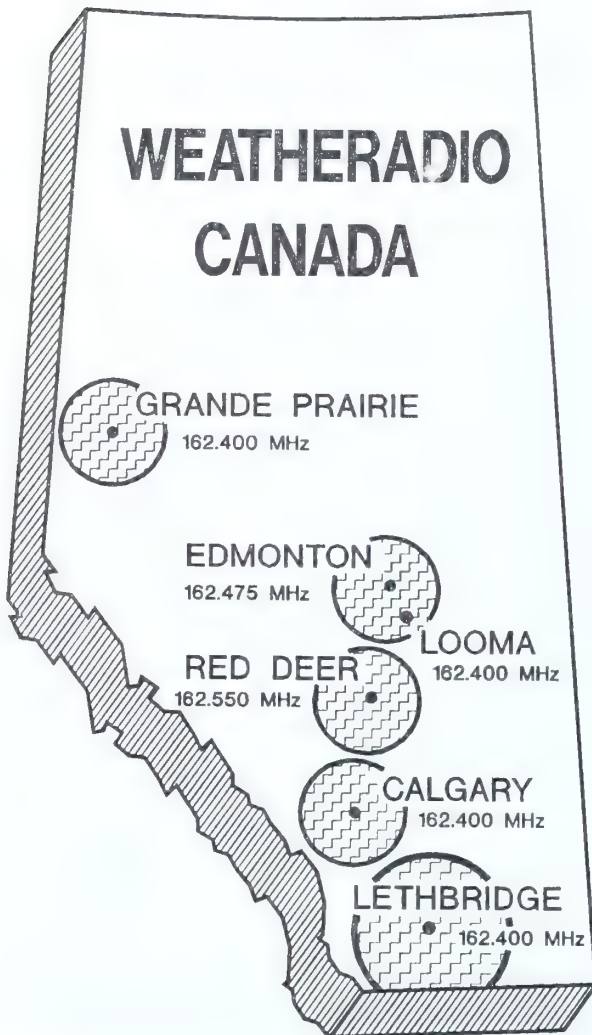 WEATHERADIO
CANADA
GRANDE PRAIRIE
162.400 MHz
EDMONTON
162.475 MHz
LOOMA
162.400 MHz
RED DEER
162.550 MHz
CALGARY
162.400 MHz
LETHBRIDGE
162.400 MHz